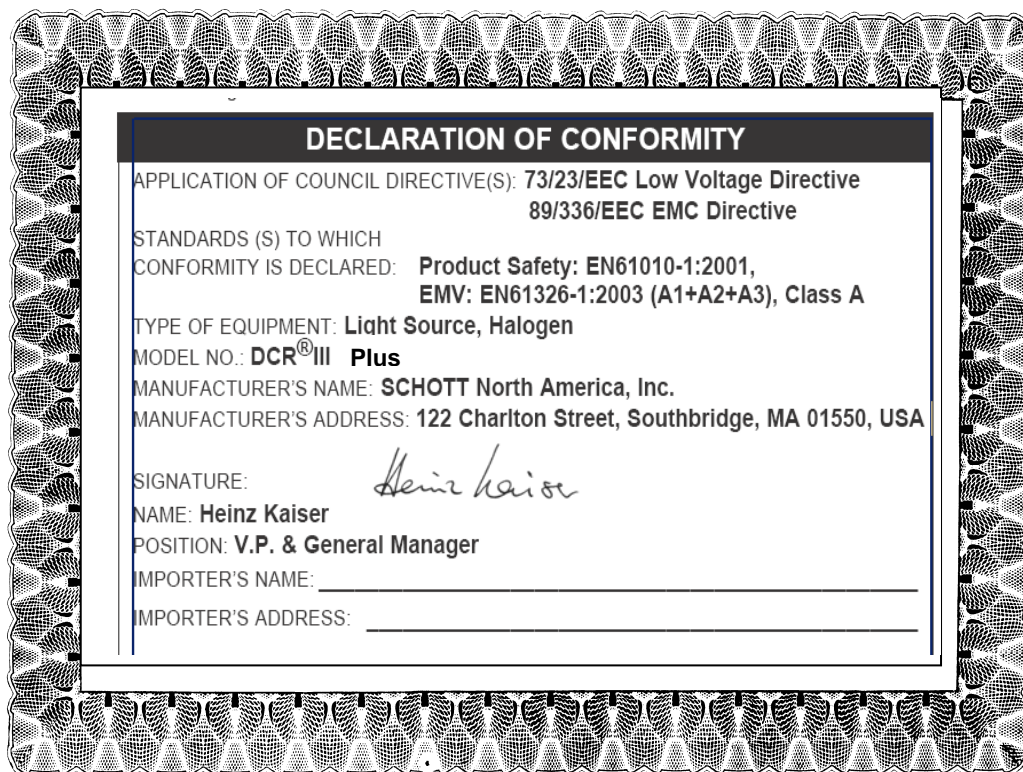 DECLARATION OF CONFORMITY
APPLICATION OF COUNCIL DIRECTIVE(S): 73/23/EEC Low Voltage Directive
89/336/EEC EMC Directive
STANDARDS (S) TO WHICH
CONFORMITY IS DECLARED: Product Safety: EN61010-1:2001,
EMV: EN61326-1:2003 (A1+A2+A3), Class A
TYPE OF EQUIPMENT: Light Source, Halogen
MODEL NO.: DCR®III Plus
MANUFACTURER'S NAME: SCHOTT North America, Inc.
MANUFACTURER'S ADDRESS: 122 Charlton Street, Southbridge, MA 01550, USA
SIGNATURE: Heinz Kaiser
NAME: Heinz Kaiser
POSITION: V.P. & General Manager
IMPORTER'S NAME:
IMPORTER'S ADDRESS: